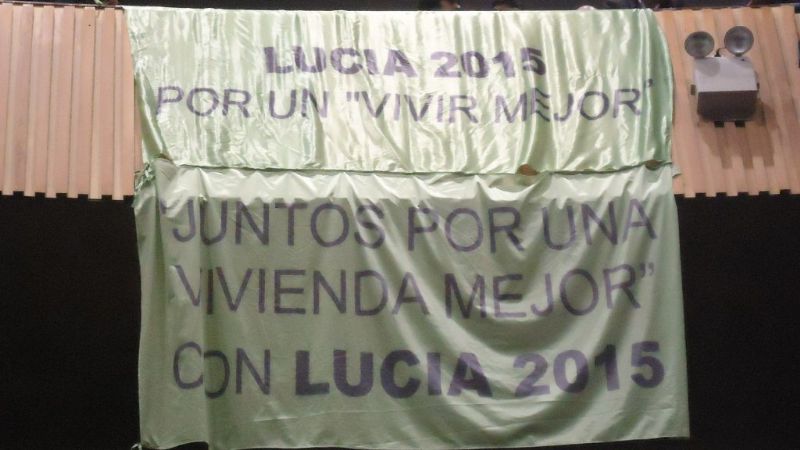 LUCIA 2015
POR UN "VIVIR MEJOR"
"JUNTOS POR UNA
VIVIENDA MEJOR"
CON LUCIA 2015